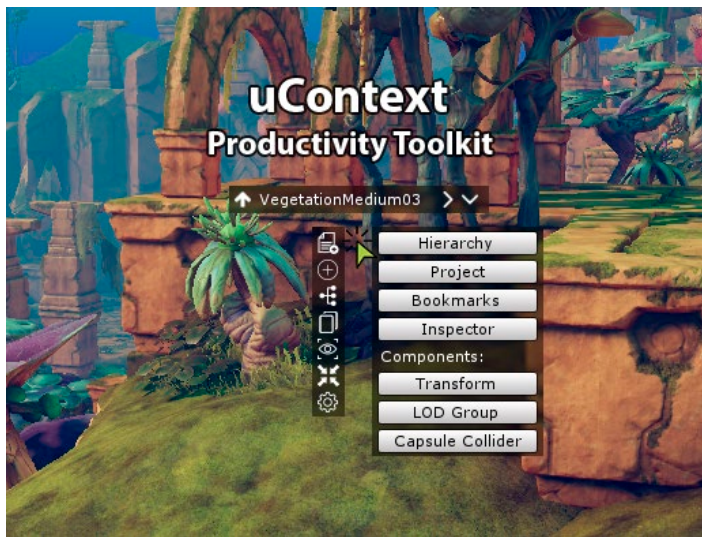 uContext
Productivity Toolkit
VegetationMedium03
Hierarchy
Project
Bookmarks
Inspector
Components:
Transform
LOD Group
Capsule Collider